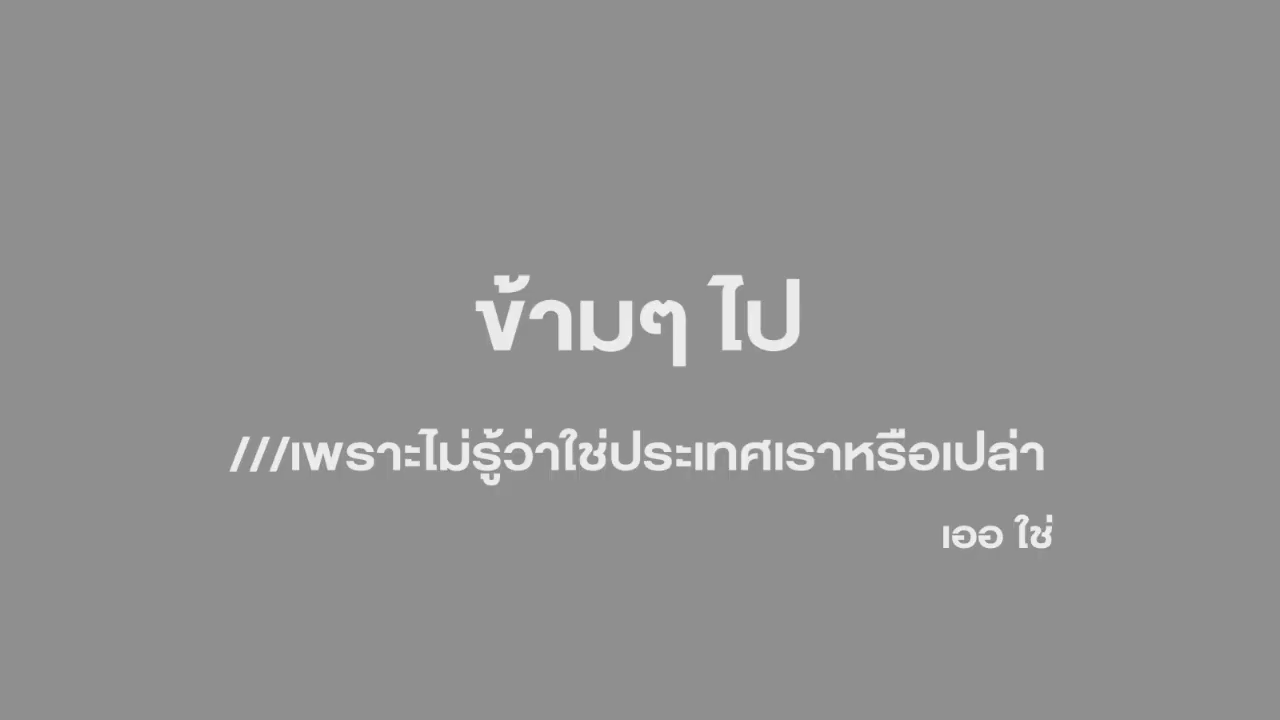 ข้ามๆ ไป
///เพราะไม่รู้ว่าใช่ประเทศเราหรือเปล่า
เออ ใช่